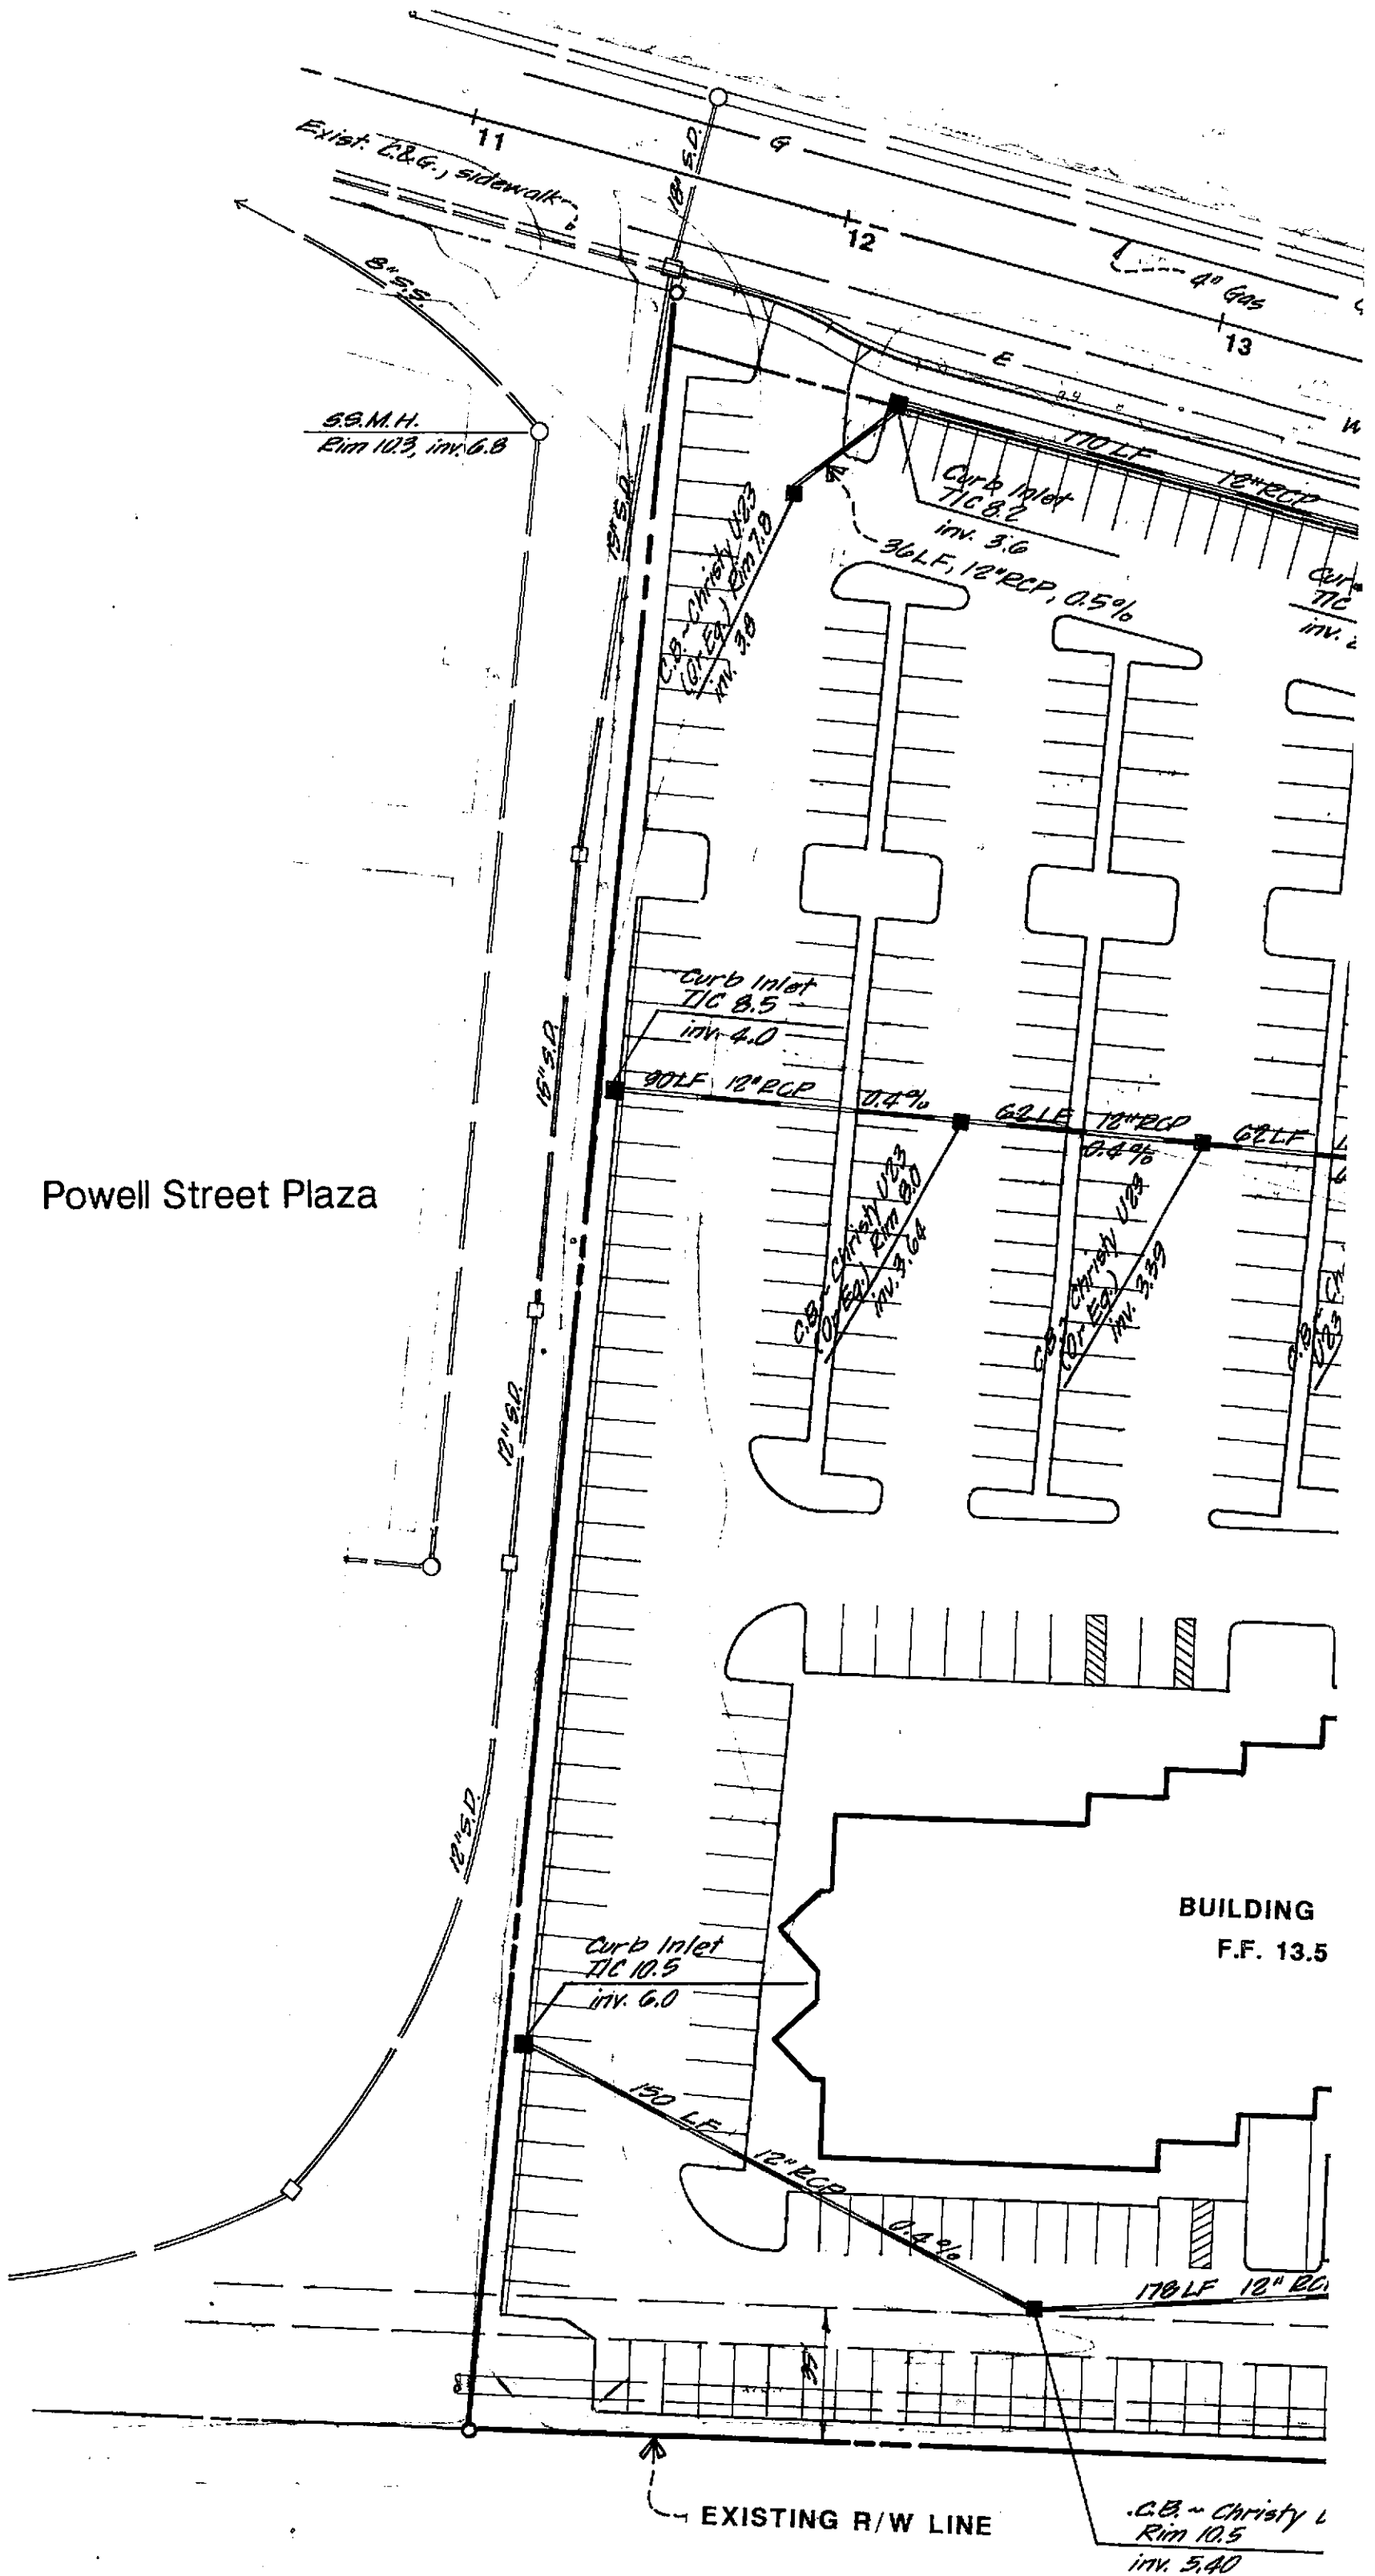 11
G
18" S.D.
Exist. C.&G., sidewalk
12
4" Gas
13
8" S.S.
E
S.S.M.H.
Rim 10.3, inv. 6.8
W
170 LF 12" RCP
Curb Inlet
T/C 8.2
inv. 3.6
36 LF, 12" RCP, 0.5%
C.B. ~ Christy U23
(Or Eq.) Rim 7.8
inv. 3.8
T/C
inv.
15" S.D.
Curb Inlet
T/C 8.5
inv. 4.0
90 LF 12" RCP 0.4%
62 LF 12" RCP
0.4%
62 LF
15" S.D.
Powell Street Plaza
C.B. ~ Christy U23
(Or Eq.) Rim 8.0
inv. 3.64
C.B. ~ Christy U23
(Or Eq.)
inv. 3.39
C.B. ~ Ch
U23
12" S.D.
12" S.D.
BUILDING
F.F. 13.5
Curb Inlet
T/C 10.5
inv. 6.0
150 LF 12" RCP 0.4%
178 LF 12" RC
35'
EXISTING R/W LINE
C.B. ~ Christy
Rim 10.5
inv. 5.40